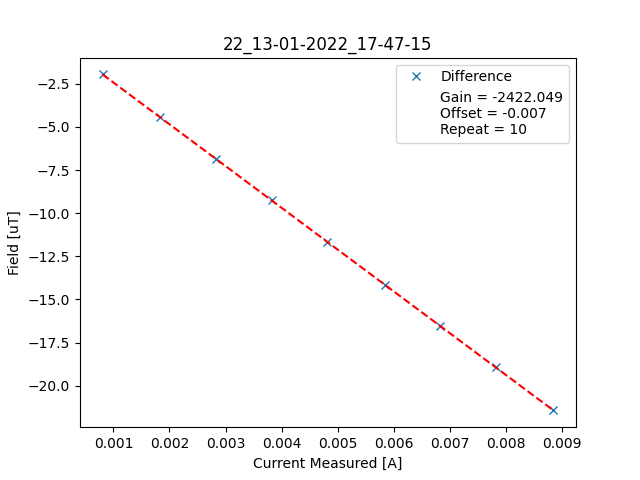 22_13-01-2022_17-47-15
Difference
Gain = -2422.049
Offset = -0.007
Repeat = 10
Field [uT]
−2.5
−5.0
−7.5
−10.0
−12.5
−15.0
−17.5
−20.0
0.001 0.002 0.003 0.004 0.005 0.006 0.007 0.008 0.009
Current Measured [A]